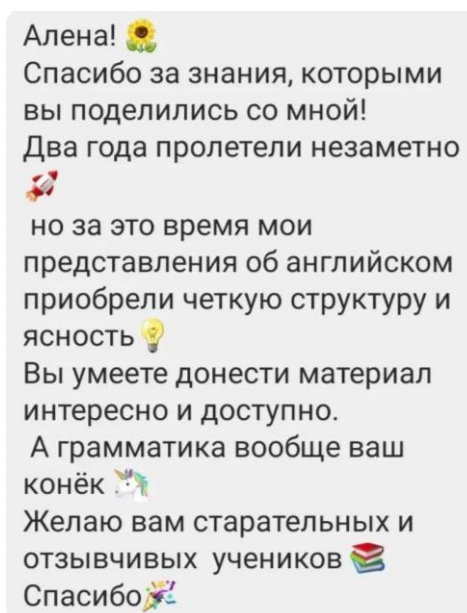 Алена! 🌻
Спасибо за знания, которыми
вы поделились со мной!
Два года пролетели незаметно
🚀
но за это время мои
представления об английском
приобрели четкую структуру и
ясность 💡
Вы умеете донести материал
интересно и доступно.
А грамматика вообще ваш
конёк 🦄
Желаю вам старательных и
отзывчивых учеников 📚
Спасибо🎉